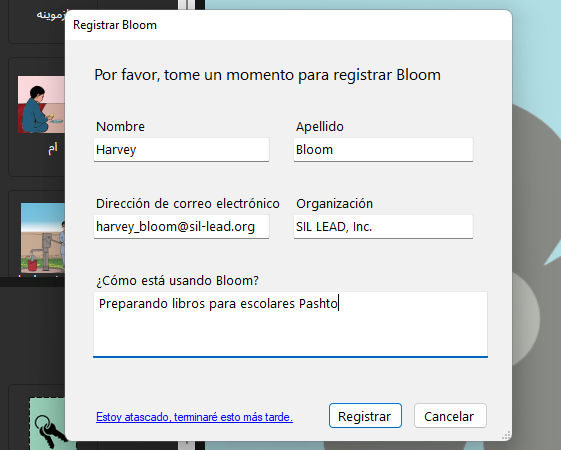 ازموینه
Registrar Bloom
Por favor, tome un momento para registrar Bloom
Nombre
Apellido
Harvey
Bloom
ام
Dirección de correo electrónico
Organización
harvey_bloom@sil-lead.org
SIL LEAD, Inc.
¿Cómo está usando Bloom?
Preparando libros para escolares Pashto
Estoy atascado, terminaré esto más tarde.
Registrar
Cancelar